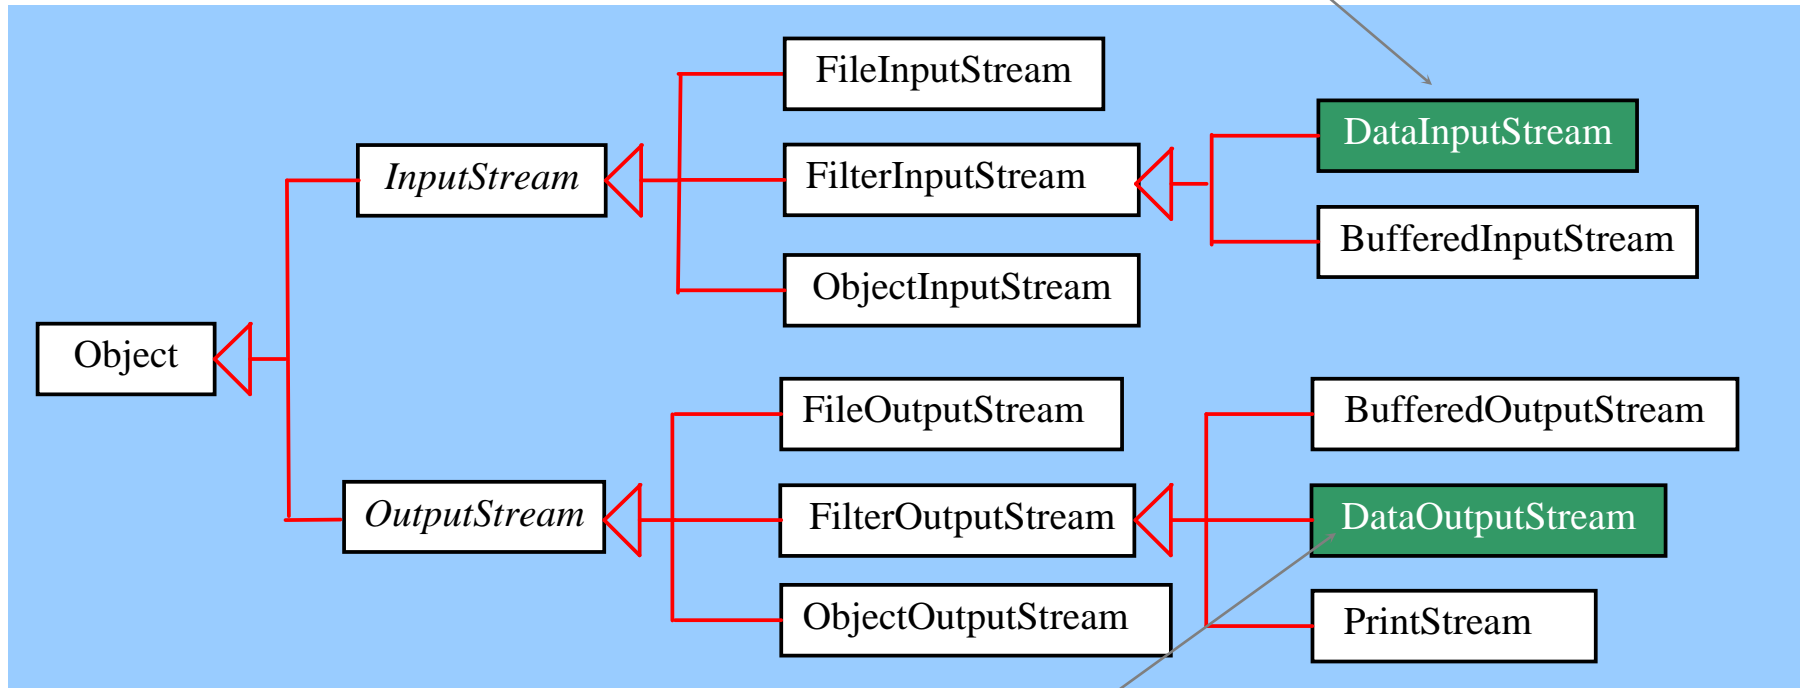 FileInputStream
DataInputStream
InputStream
FilterInputStream
BufferedInputStream
ObjectInputStream
Object
FileOutputStream
BufferedOutputStream
OutputStream
FilterOutputStream
DataOutputStream
ObjectOutputStream
PrintStream